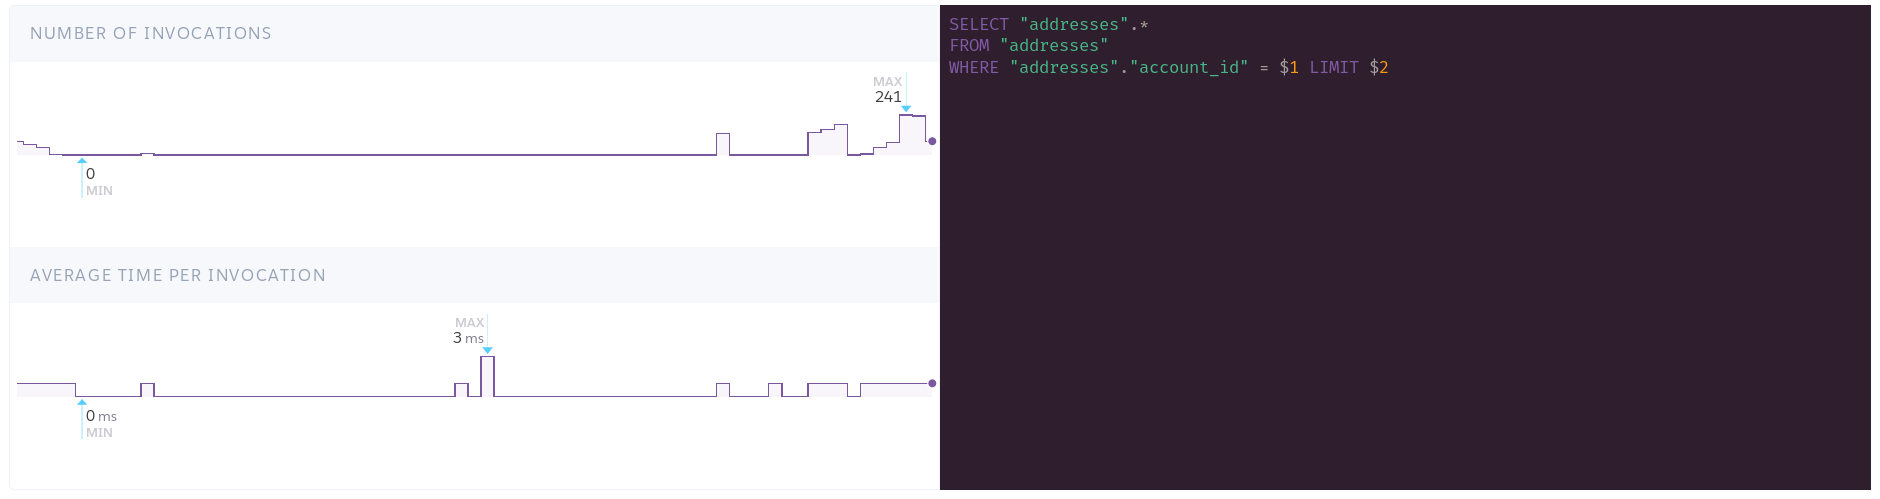 NUMBER OF INVOCATIONS
MAX
241
0
MIN
AVERAGE TIME PER INVOCATION
MAX
3 ms
0 ms
MIN
SELECT "addresses".*
FROM "addresses"
WHERE "addresses"."account_id" = $1 LIMIT $2